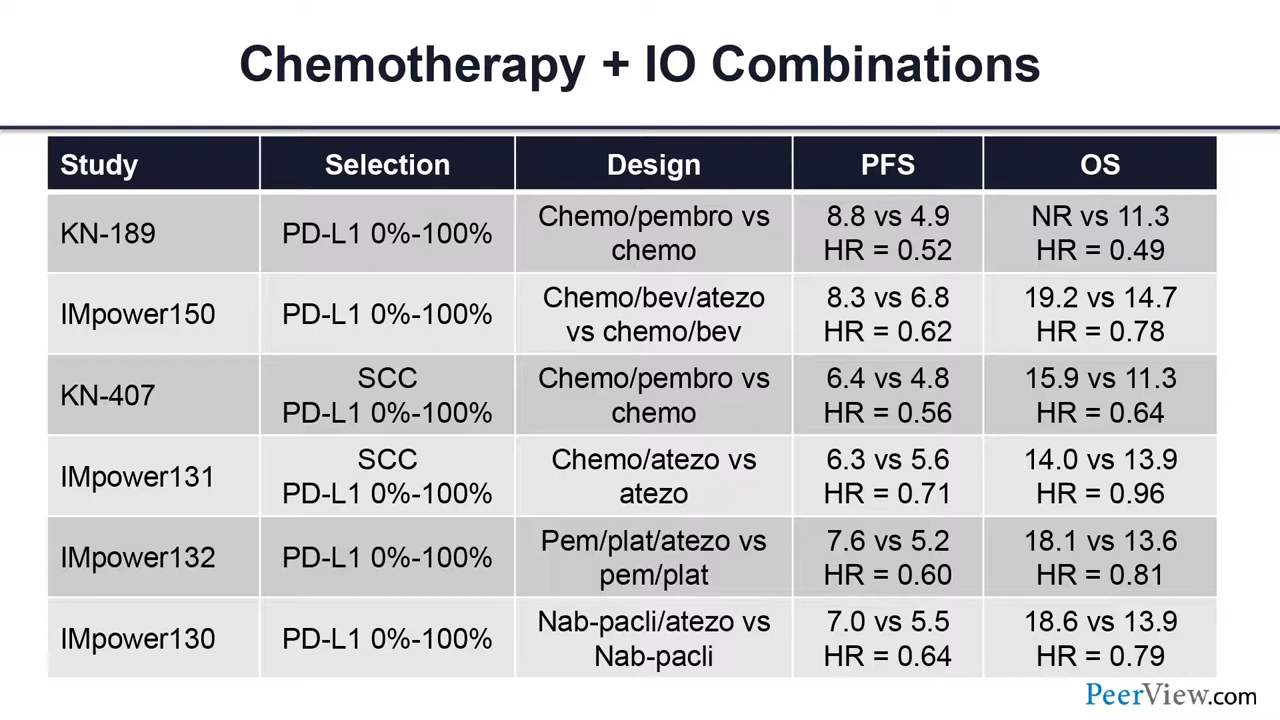 Chemotherapy + IO Combinations
Study Selection Design PFS OS
KN-189
PD-L1 0%-100%
Chemo/pembro vs
chemo
8.8 vs 4.9
HR = 0.52
NR vs 11.3
HR = 0.49
IMpower150
PD-L1 0%-100%
Chemo/bev/atezo
vs chemo/bev
8.3 vs 6.8
HR = 0.62
19.2 vs 14.7
HR = 0.78
KN-407
SCC
PD-L1 0%-100%
Chemo/pembro vs
chemo
6.4 vs 4.8
HR = 0.56
15.9 vs 11.3
HR = 0.64
IMpower131
SCC
PD-L1 0%-100%
Chemo/atezo vs
atezo
6.3 vs 5.6
HR = 0.71
14.0 vs 13.9
HR = 0.96
IMpower132
PD-L1 0%-100%
Pem/plat/atezo vs
pem/plat
7.6 vs 5.2
HR = 0.60
18.1 vs 13.6
HR = 0.81
IMpower130
PD-L1 0%-100%
Nab-pacli/atezo vs
Nab-pacli
7.0 vs 5.5
HR = 0.64
18.6 vs 13.9
HR = 0.79
PeerView.com